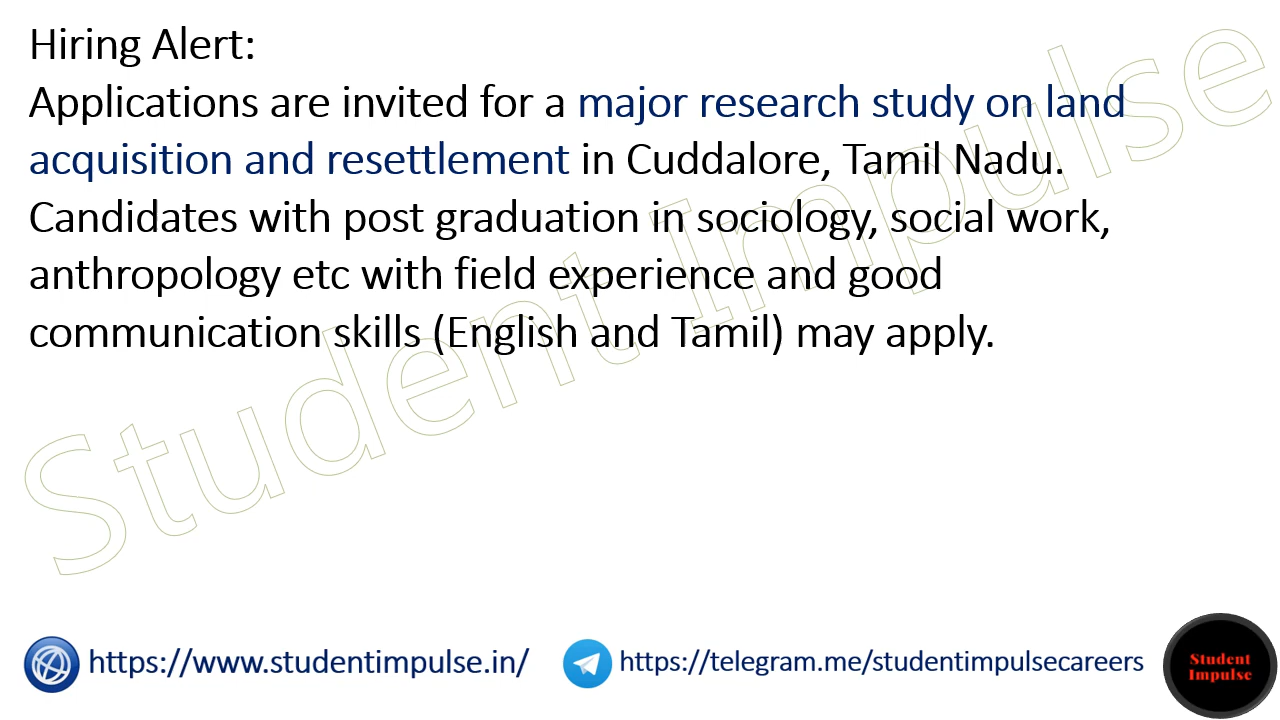 Hiring Alert:
Applications are invited for a major research study on land
acquisition and resettlement in Cuddalore, Tamil Nadu.
Candidates with post graduation in sociology, social work,
anthropology etc with field experience and good
communication skills (English and Tamil) may apply.
Student Impulse
https://www.studentimpulse.in/
https://telegram.me/studentimpulsecareers
Student
Impulse